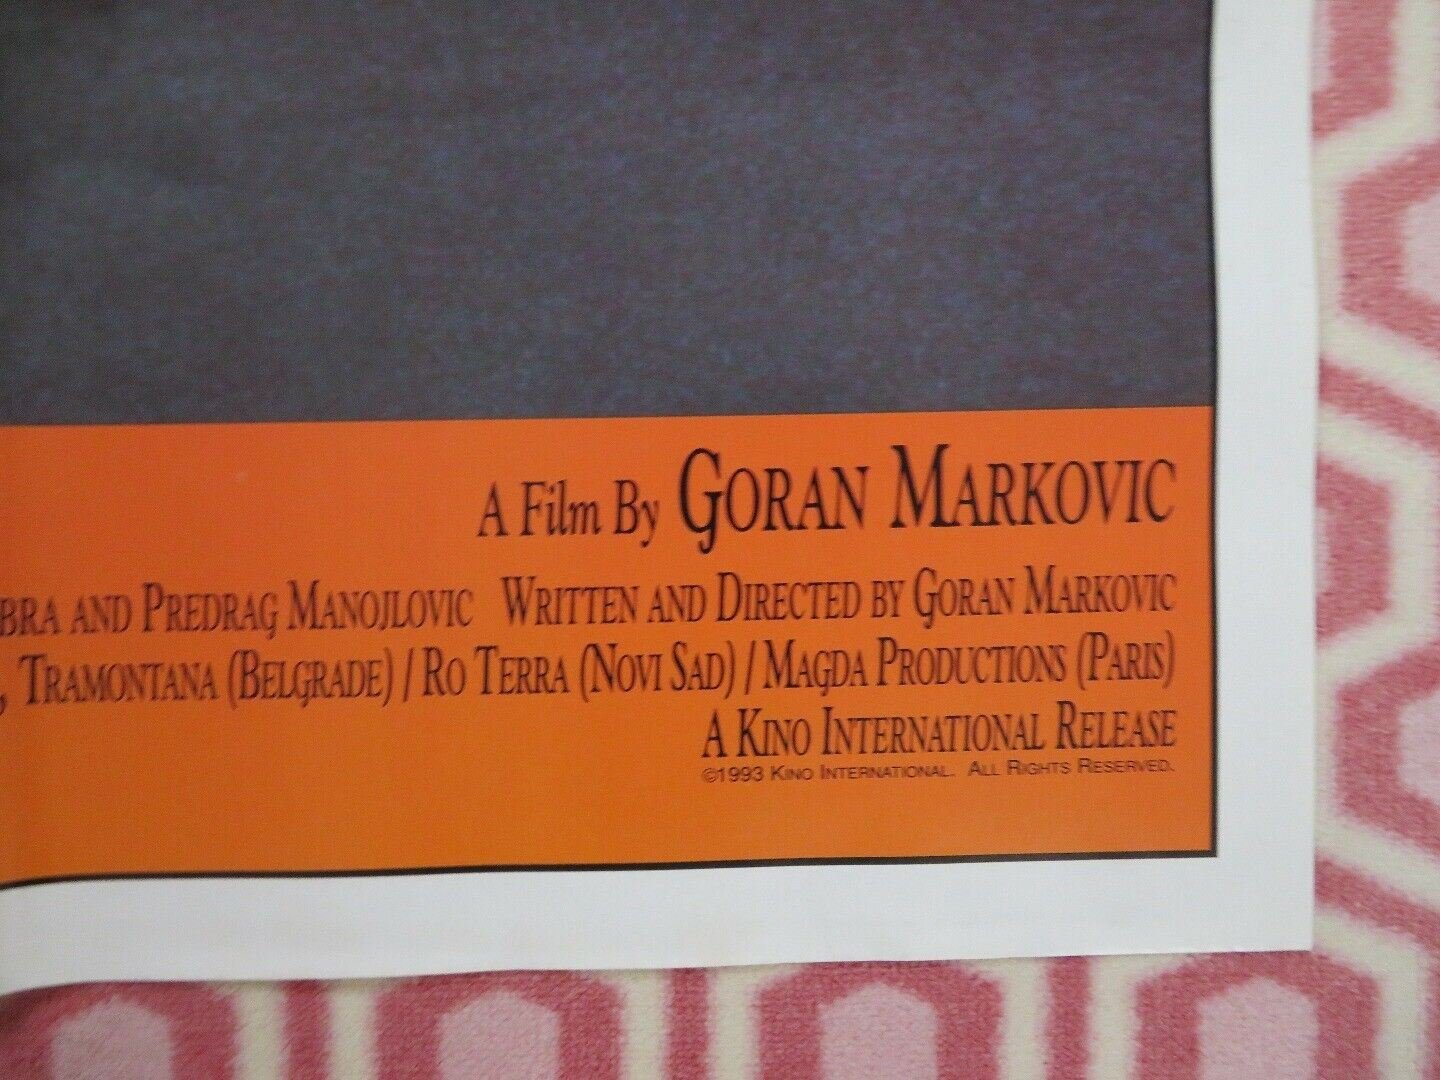 A Film By GORAN MARKOVIC
BRA AND PREDRAG MANOJLOVIC WRITTEN AND DIRECTED BY GORAN MARKOVIC
, TRAMONTANA (BELGRADE) / RO TERRA (NOVI SAD) / MAGDA PRODUCTIONS (PARIS)
A KINO INTERNATIONAL RELEASE
©1993 KINO INTERNATIONAL. ALL RIGHTS RESERVED.